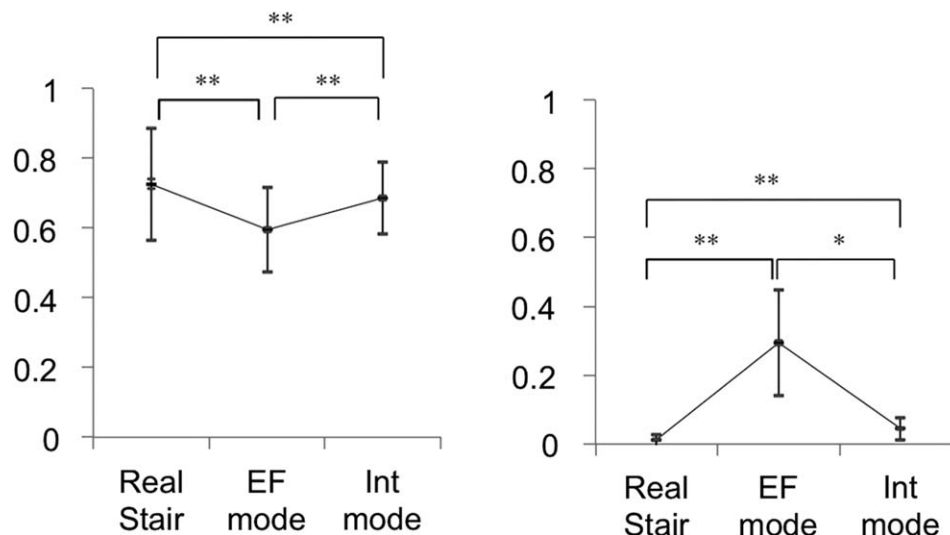 **
**
**
1
0.8
0.6
0.4
0.2
0
Real
Stair
EF
mode
Int
mode
1
0.8
0.6
0.4
0.2
0
**
**
*
Real
Stair
EF
mode
Int
mode